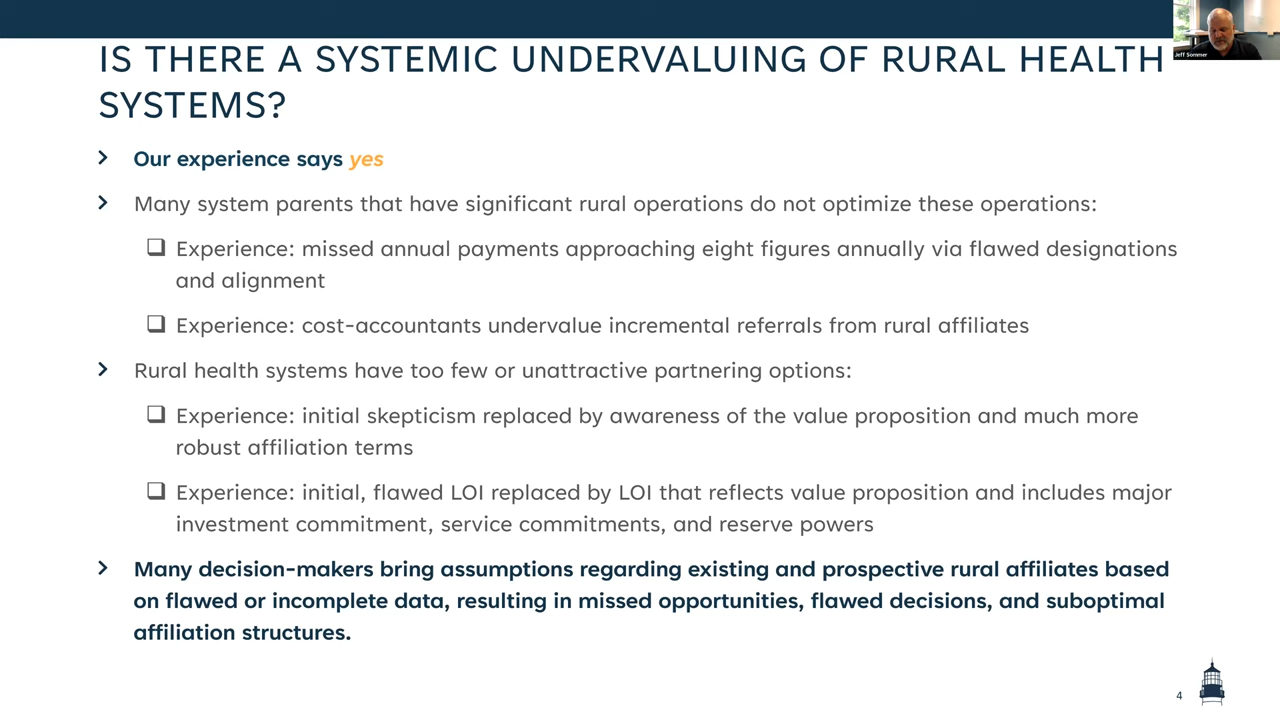 IS THERE A SYSTEMIC UNDERVALUING OF RURAL HEALTH
SYSTEMS?
Jeff Sommer
Our experience says yes
Many system parents that have significant rural operations do not optimize these operations:
Experience: missed annual payments approaching eight figures annually via flawed designations
and alignment
Experience: cost-accountants undervalue incremental referrals from rural affiliates
Rural health systems have too few or unattractive partnering options:
Experience: initial skepticism replaced by awareness of the value proposition and much more
robust affiliation terms
Experience: initial, flawed LOI replaced by LOI that reflects value proposition and includes major
investment commitment, service commitments, and reserve powers
Many decision-makers bring assumptions regarding existing and prospective rural affiliates based
on flawed or incomplete data, resulting in missed opportunities, flawed decisions, and suboptimal
affiliation structures.
4